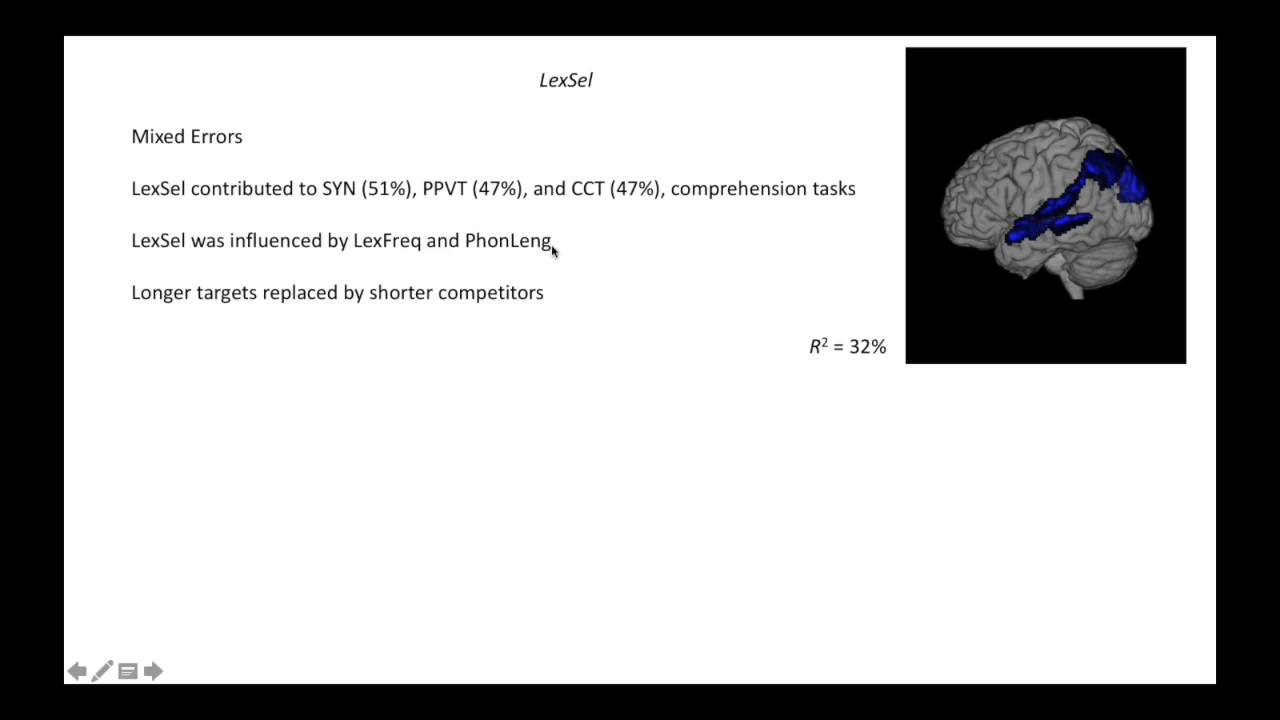 LexSel
Mixed Errors
LexSel contributed to SYN (51%), PPVT (47%), and CCT (47%), comprehension tasks
LexSel was influenced by LexFreq and PhonLeng
Longer targets replaced by shorter competitors
R² = 32%